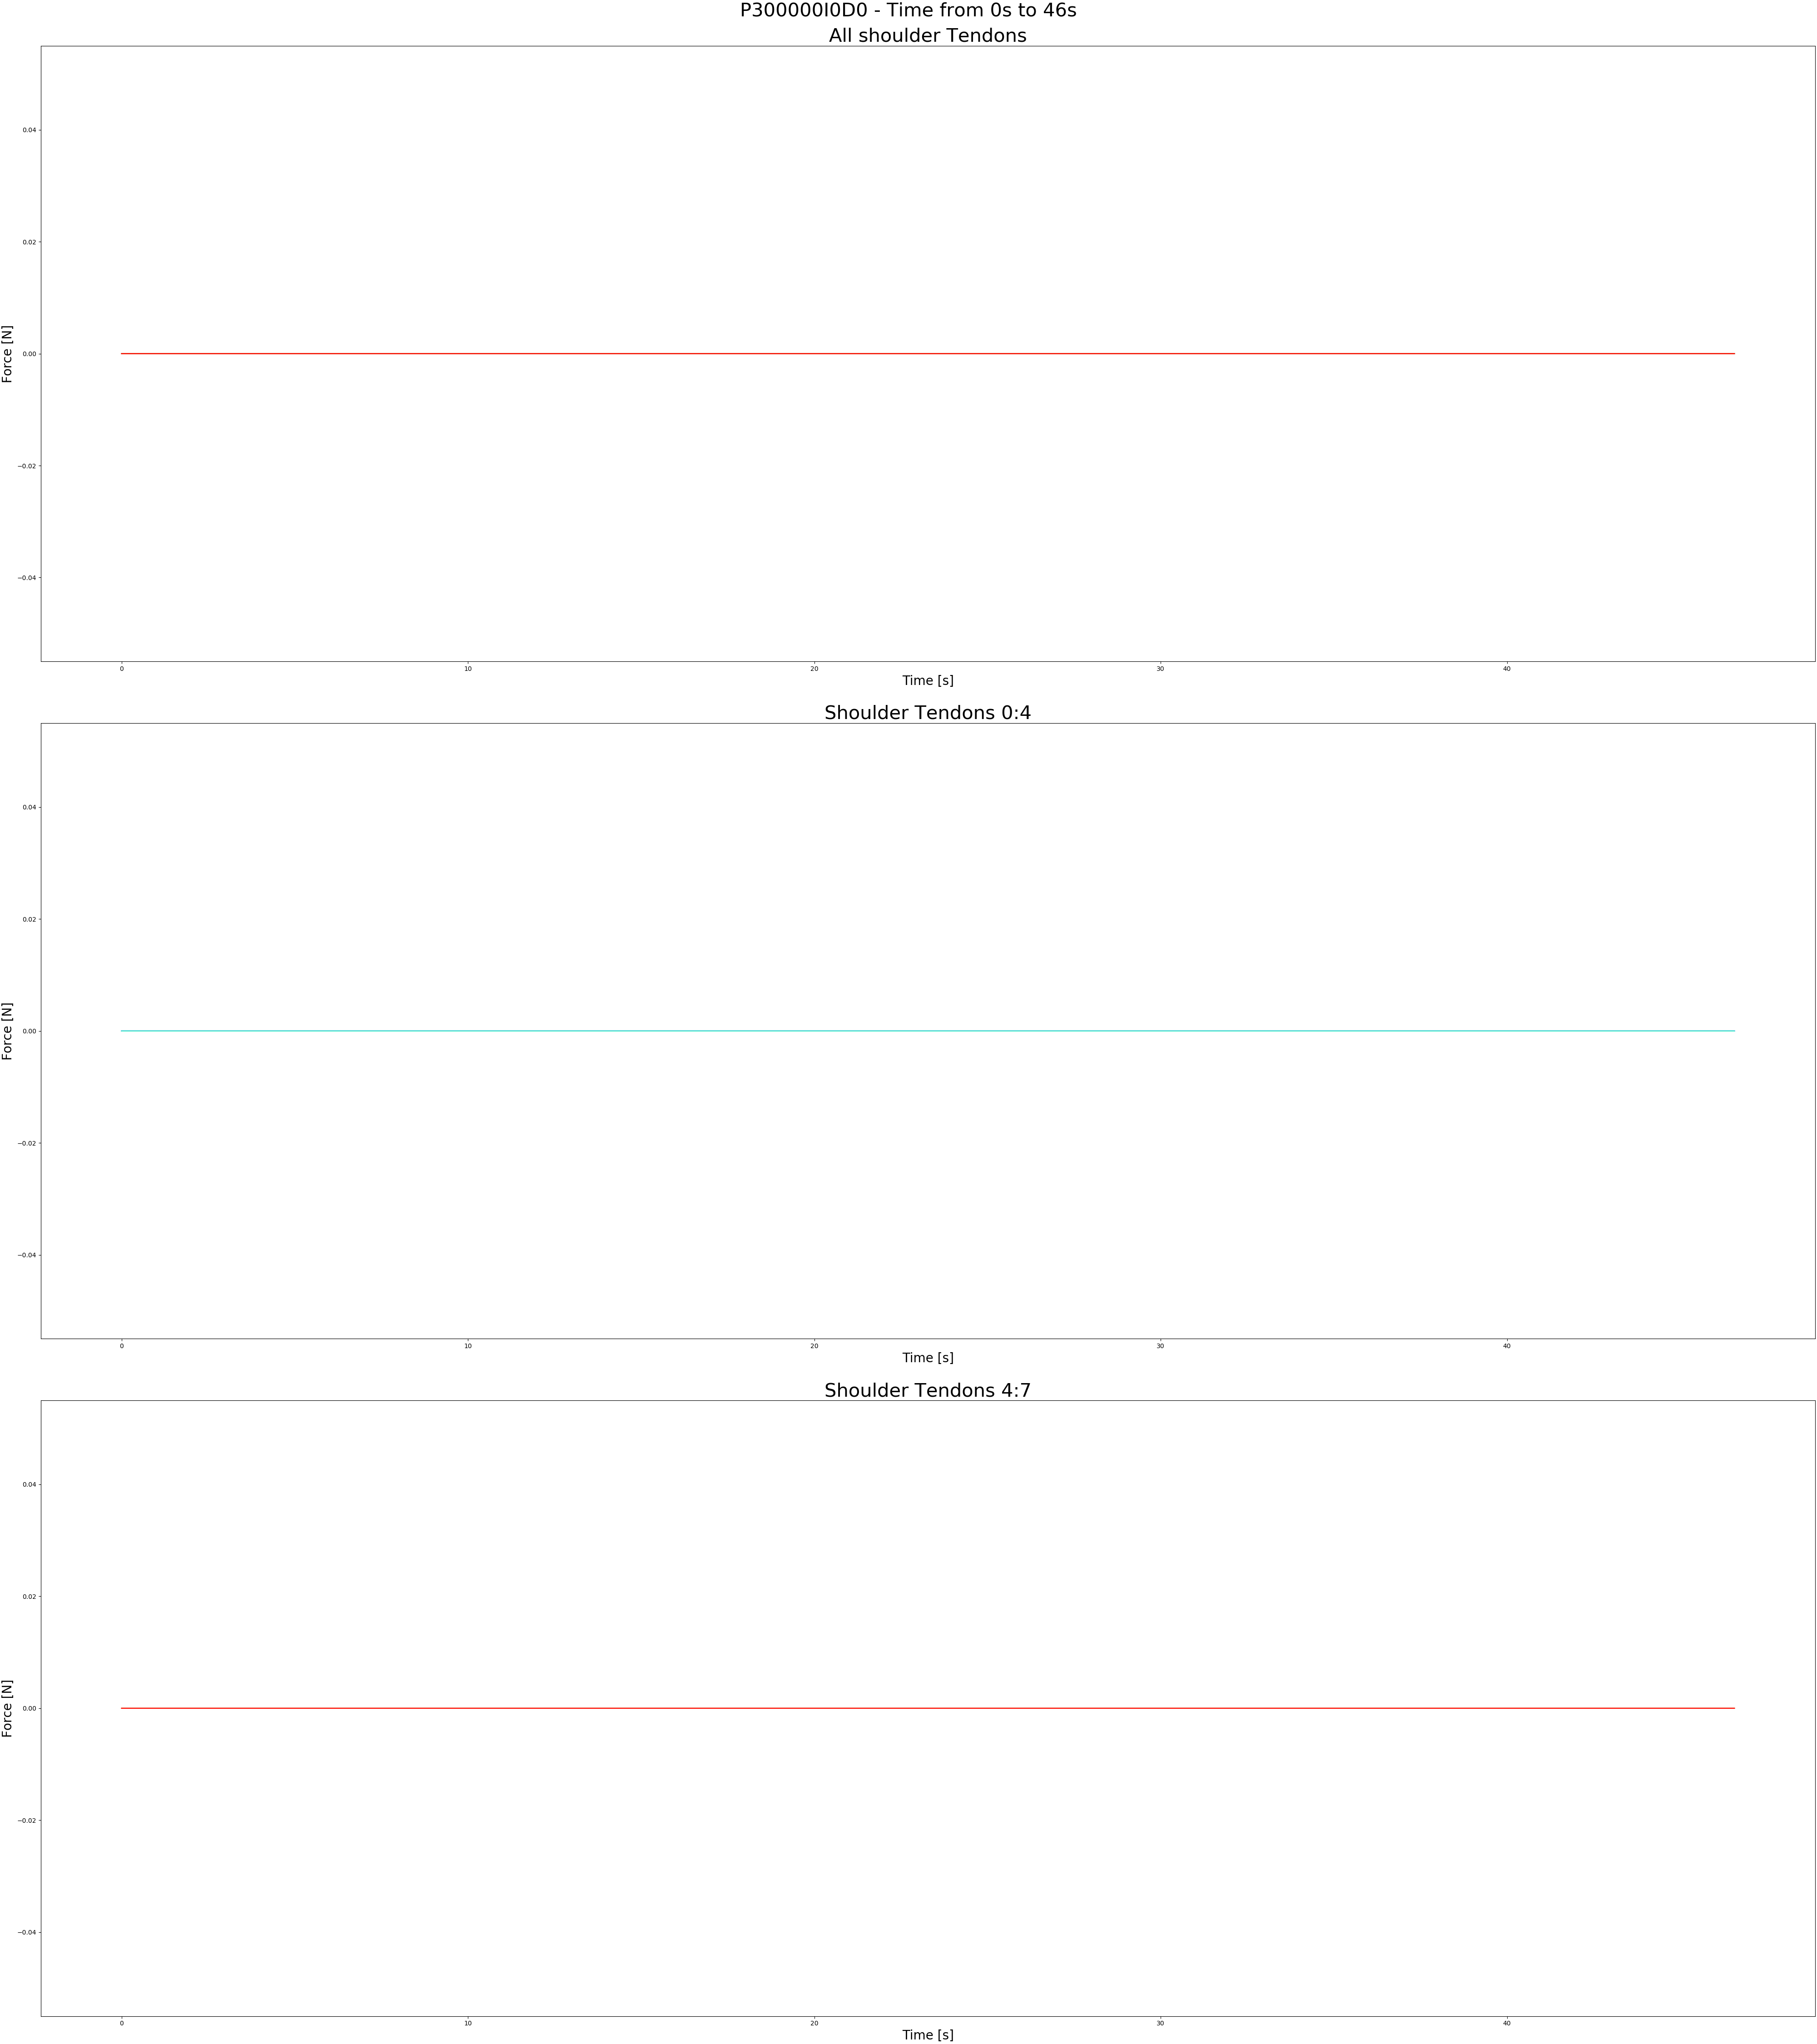 P300000I0D0 - Time from 0s to 46s
All shoulder Tendons
0.04
0.02
0.00
−0.02
−0.04
Force [N]
0 10 20 30 40
Time [s]
Shoulder Tendons 0:4
0.04
0.02
0.00
−0.02
−0.04
Force [N]
0 10 20 30 40
Time [s]
Shoulder Tendons 4:7
0.04
0.02
0.00
−0.02
−0.04
Force [N]
0 10 20 30 40
Time [s]